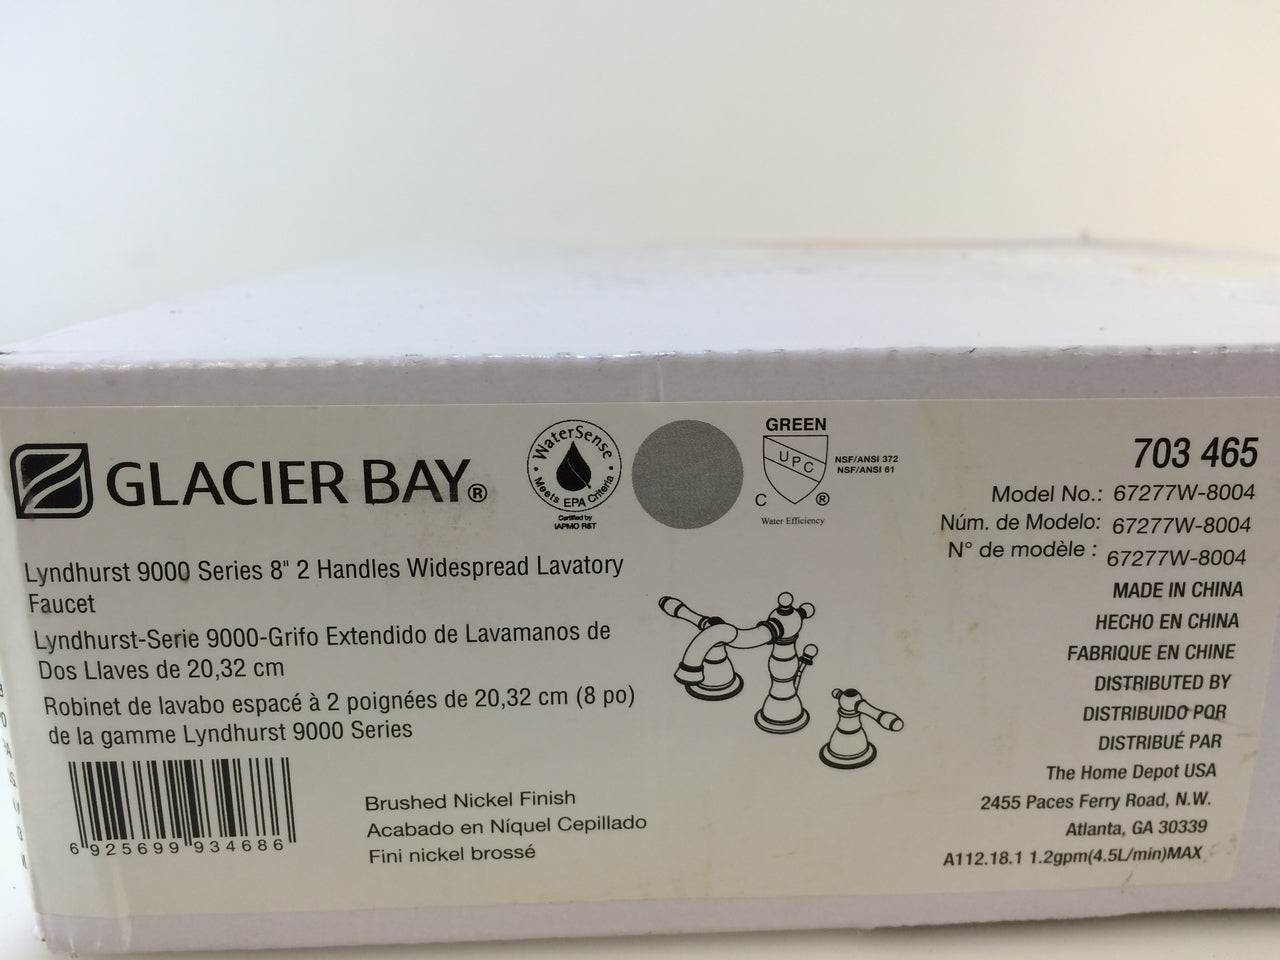 GLACIER BAY®
WaterSense
Meets EPA Criteria
Certified by
IAPMO R&T
GREEN
UPC
C ®
Water Efficiency
NSF/ANSI 372
NSF/ANSI 61
703 465
Model No.: 67277W-8004
Núm. de Modelo: 67277W-8004
N° de modèle : 67277W-8004
MADE IN CHINA
HECHO EN CHINA
FABRIQUE EN CHINE
DISTRIBUTED BY
DISTRIBUIDO POR
DISTRIBUÉ PAR
The Home Depot USA
2455 Paces Ferry Road, N.W.
Atlanta, GA 30339
A112.18.1 1.2gpm(4.5L/min)MAX
Lyndhurst 9000 Series 8" 2 Handles Widespread Lavatory
Faucet
Lyndhurst-Serie 9000-Grifo Extendido de Lavamanos de
Dos Llaves de 20,32 cm
Robinet de lavabo espacé à 2 poignées de 20,32 cm (8 po)
de la gamme Lyndhurst 9000 Series
6 925699 934686
Brushed Nickel Finish
Acabado en Níquel Cepillado
Fini nickel brossé